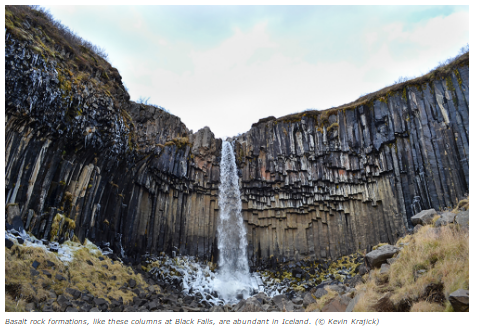 Basalt rock formations, like these columns at Black Falls, are abundant in Iceland. (© Kevin Krajick)